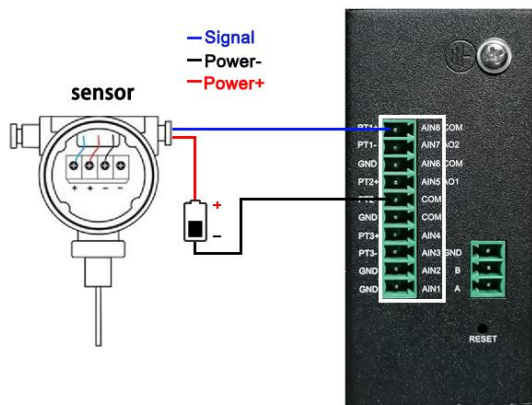 Signal
Power-
Power+
sensor
+ + − −
+
−
PT1+ AIN8 COM
PT1- AIN7 AO2
GND AIN6 COM
PT2+ AIN5 AO1
PT2- COM
GND COM
PT3+ AIN4
PT3- AIN3 GND
GND AIN2 B
GND AIN1 A
RESET